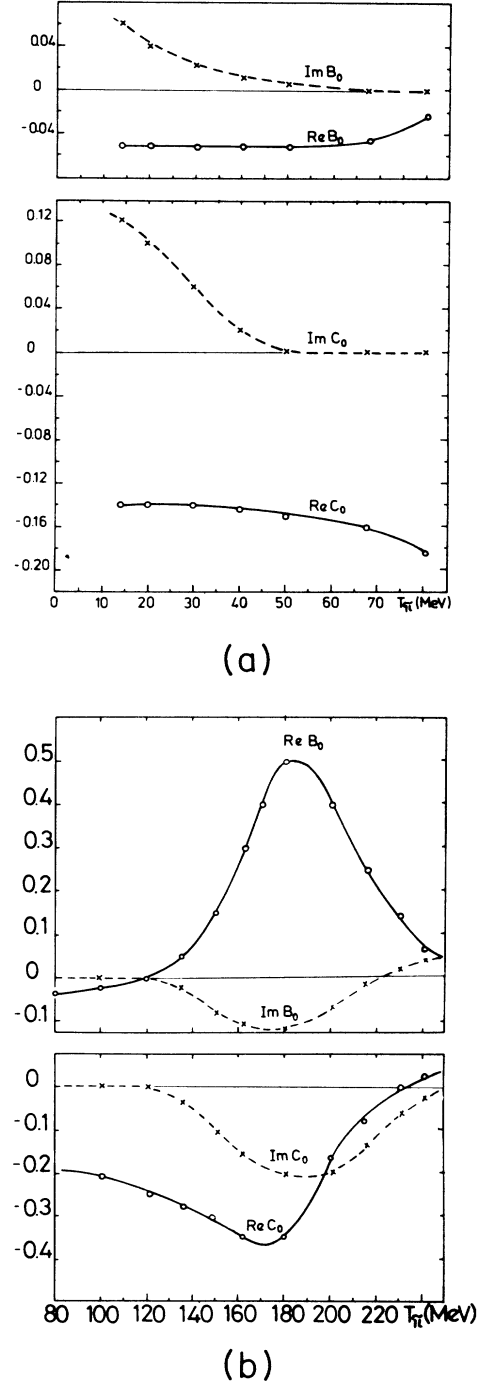 0.04
Im B₀
0
-0.04
Re B₀
0.12
0.08
0.04
Im C₀
0
-0.04
-0.08
-0.12
Re C₀
-0.16
-0.20
0 10 20 30 40 50 60 70 Tπ(MeV)
(a)
Re B₀
0.5
0.4
0.3
0.2
0.1
0
Im B₀
-0.1
0
-0.1
Im C₀
-0.2
-0.3
Re C₀
-0.4
80 100 120 140 160 180 200 220 Tπ(MeV)
(b)